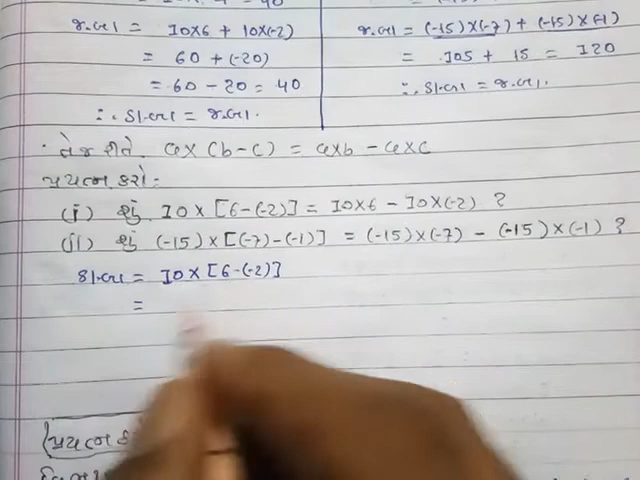 જ.બા = 10×6 + 10×(-2)
= 60 + (-20)
= 60 - 20 = 40
∴ ડા.બા = જ.બા.
જ.બા = (-15)×(-7) + (-15)×(-1)
= 105 + 15 = 120
∴ ડા.બા = જ.બા.
· તેજ રીતે, a×(b-c) = a×b - a×c
પ્રયત્ન કરો:
(i) શું 10×[6-(-2)] = 10×6 - 10×(-2) ?
(ii) શું (-15)×[(-7)-(-1)] = (-15)×(-7) - (-15)×(-1) ?
ડા.બા = 10×[6-(-2)]
=
પ્રયત્ન